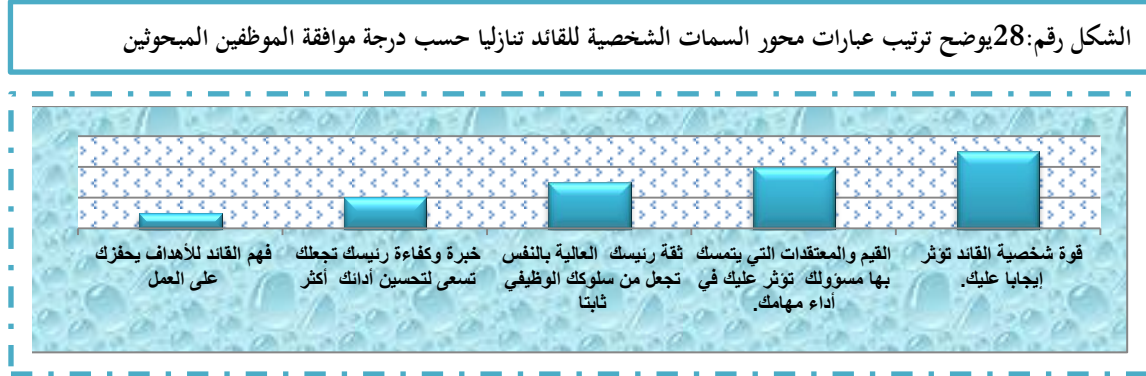 الشكل رقم:28يوضح ترتيب عبارات محور السمات الشخصية للقائد تنازليا حسب درجة موافقة الموظفين المبحوثين
قوة شخصية القائد تؤثر
إيجابا عليك.
القيم والمعتقدات التي يتمسك
بها مسؤولك تؤثر عليك في
أداء مهامك.
ثقة رئيسك العالية بالنفس
تجعل من سلوكك الوظيفي
ثابتا
خبرة وكفاءة رئيسك تجعلك
تسعى لتحسين أدائك أكثر
فهم القائد للأهداف يحفزك
على العمل